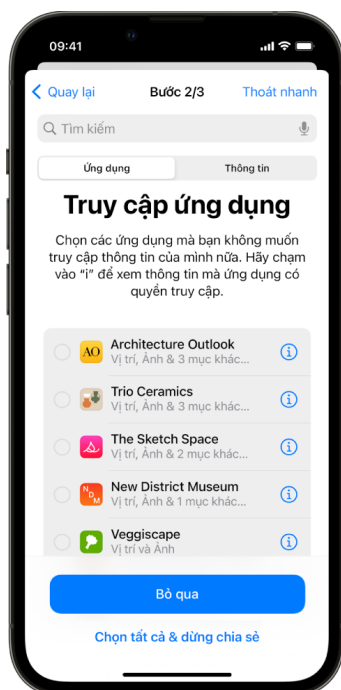 09:41
Quay lại
Bước 2/3
Thoát nhanh
Tìm kiếm
Ứng dụng
Thông tin
Truy cập ứng dụng
Chọn các ứng dụng mà bạn không muốn
truy cập thông tin của mình nữa. Hãy chạm
vào “i” để xem thông tin mà ứng dụng có
quyền truy cập.
AO
Architecture Outlook
Vị trí, Ảnh & 3 mục khác...
Trio Ceramics
Vị trí, Ảnh & 3 mục khác...
The Sketch Space
Vị trí, Ảnh & 2 mục khác...
NDM
New District Museum
Vị trí, Ảnh & 1 mục khác...
Veggiscape
Vị trí và Ảnh
Bỏ qua
Chọn tất cả & dừng chia sẻ